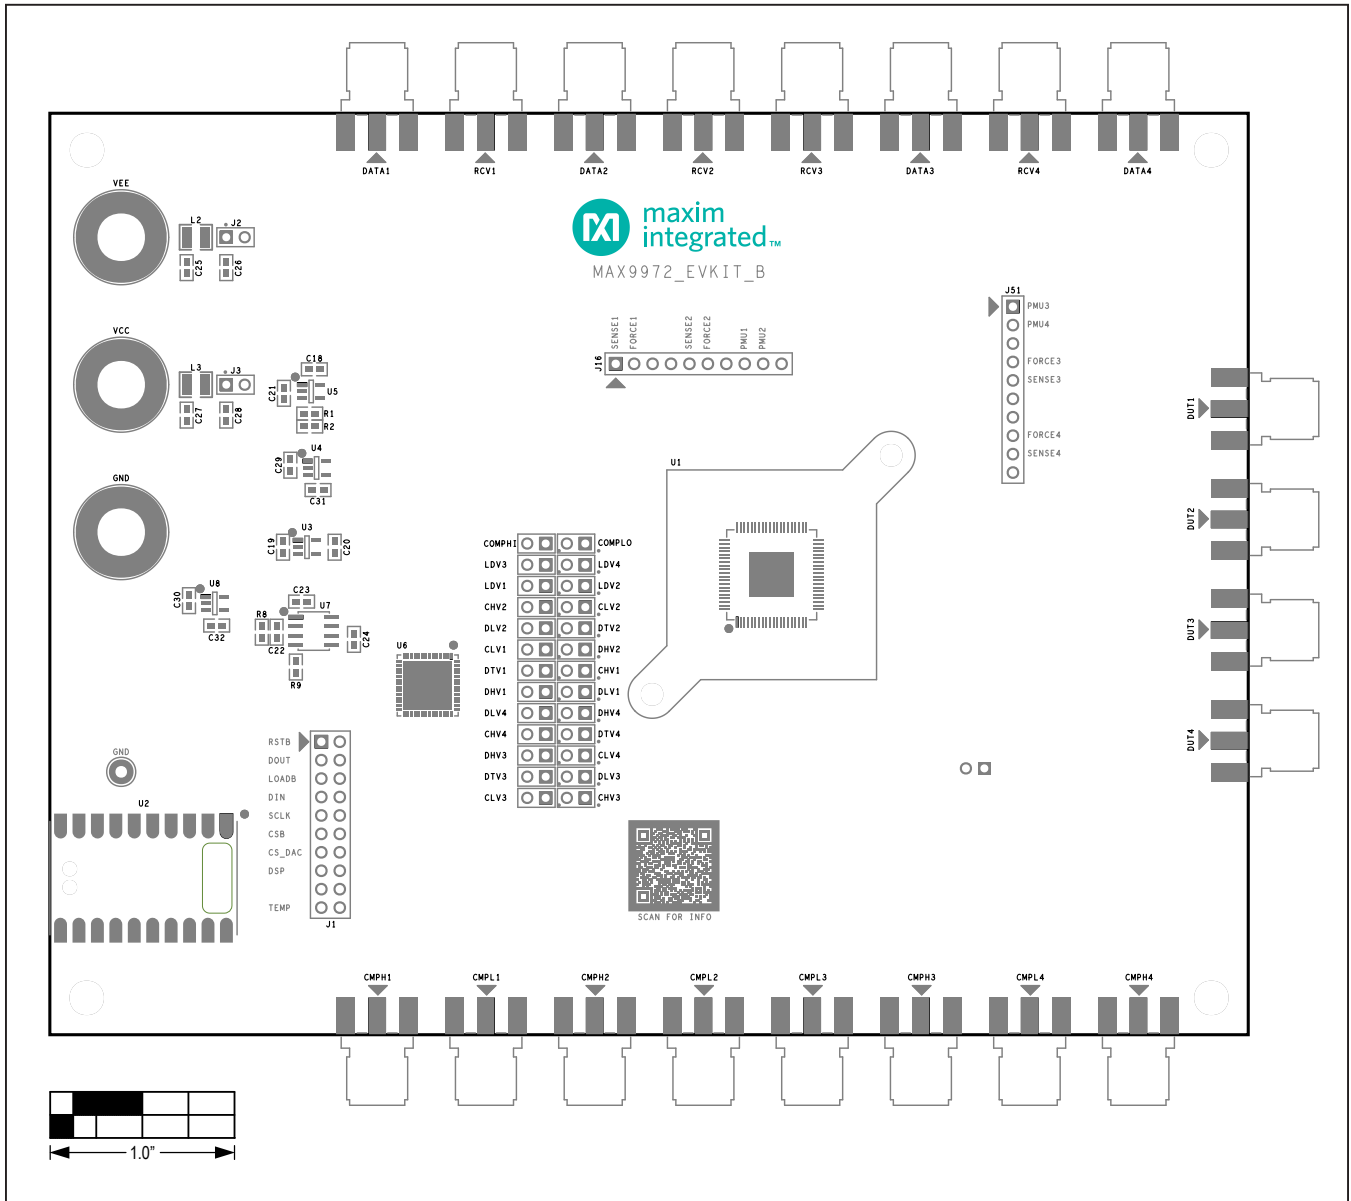 DATA1 RCV1 DATA2 RCV2 RCV3 DATA3 RCV4 DATA4
VEE
L2 J2
C25 C26
maxim
integrated™
MAX9972_EVKIT_B
J51
PMU3
PMU4
FORCE3
SENSE3
FORCE4
SENSE4
SENSE1 FORCE1 SENSE2 FORCE2 PMU1 PMU2
J16
VCC
L3 J3
C27 C28
C18
C21 U5
R1
R2
U4
C29
C31
GND
U3
C19 C20
U8
C30
C32
C23
U7
R8
C22
C24
R9
U6
U1
DUT1
DUT2
DUT3
DUT4
COMPHI COMPLO
LDV3 LDV4
LDV1 LDV2
CHV2 CLV2
DLV2 DTV2
CLV1 DHV2
DTV1 CHV1
DHV1 DLV1
DLV4 DHV4
CHV4 DTV4
DHV3 CLV4
DTV3 DLV3
CLV3 CHV3
GND
U2
RSTB
DOUT
LOADB
DIN
SCLK
CSB
CS_DAC
DSP
TEMP
J1
SCAN FOR INFO
CMPH1 CMPL1 CMPH2 CMPL2 CMPL3 CMPH3 CMPL4 CMPH4
1.0"